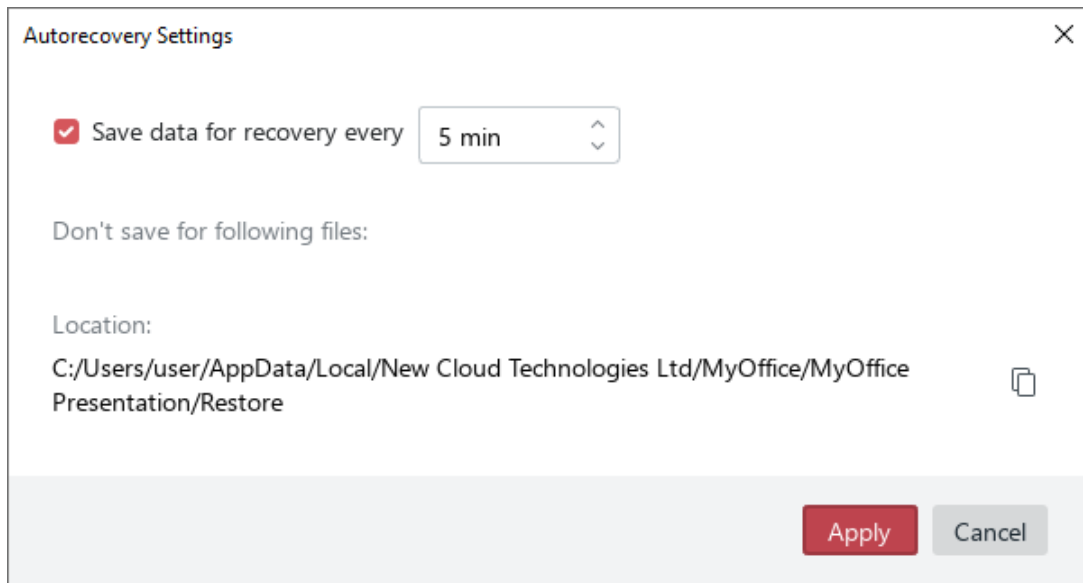 Autorecovery Settings
Save data for recovery every 5 min
Don't save for following files:
Location:
C:/Users/user/AppData/Local/New Cloud Technologies Ltd/MyOffice/MyOffice
Presentation/Restore
Apply Cancel